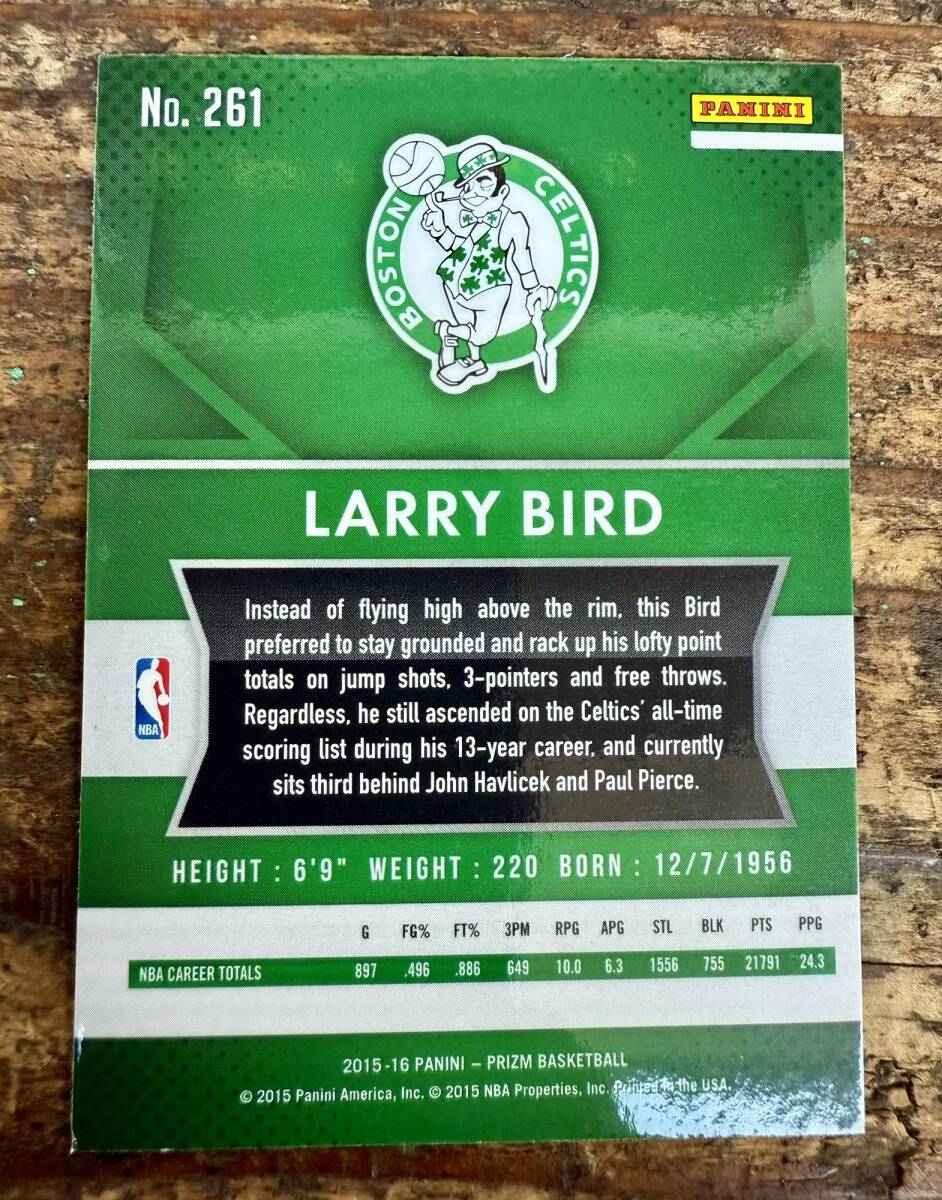 No. 261
PANINI
BOSTON CELTICS
LARRY BIRD
Instead of flying high above the rim, this Bird
preferred to stay grounded and rack up his lofty point
totals on jump shots, 3-pointers and free throws.
Regardless, he still ascended on the Celtics' all-time
scoring list during his 13-year career, and currently
sits third behind John Havlicek and Paul Pierce.
NBA
HEIGHT : 6'9" WEIGHT : 220 BORN : 12/7/1956
G FG% FT% 3PM RPG APG STL BLK PTS PPG
NBA CAREER TOTALS 897 .496 .886 649 10.0 6.3 1556 755 21791 24.3
2015-16 PANINI – PRIZM BASKETBALL
© 2015 Panini America, Inc. © 2015 NBA Properties, Inc. Printed in the USA.